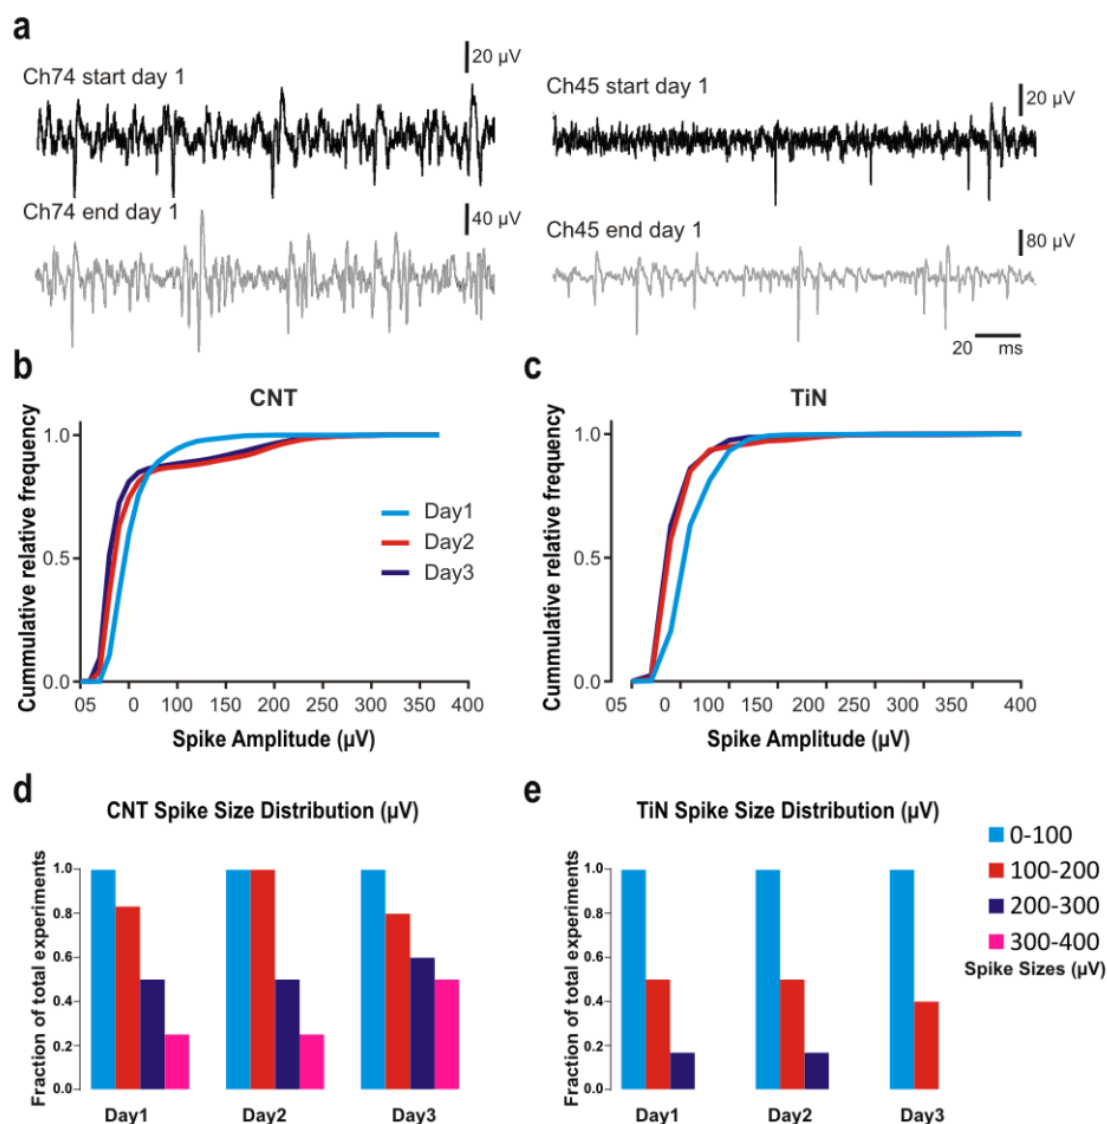 a
Ch74 start day 1
20 µV
Ch45 start day 1
20 µV
Ch74 end day 1
40 µV
Ch45 end day 1
80 µV
20 ms
b
CNT
Cummulative relative frequency
1.0
0.5
0.0
Day1
Day2
Day3
05 0 100 150 200 250 300 350 400
Spike Amplitude (µV)
c
TiN
Cummulative relative frequency
1.0
0.5
0.0
05 0 100 150 200 250 300 350 400
Spike Amplitude (µV)
d
CNT Spike Size Distribution (µV)
Fraction of total experiments
1.0
0.8
0.6
0.4
0.2
0.0
Day1 Day2 Day3
e
TiN Spike Size Distribution (µV)
Fraction of total experiments
1.0
0.8
0.6
0.4
0.2
0.0
Day1 Day2 Day3
0-100
100-200
200-300
300-400
Spike Sizes (µV)